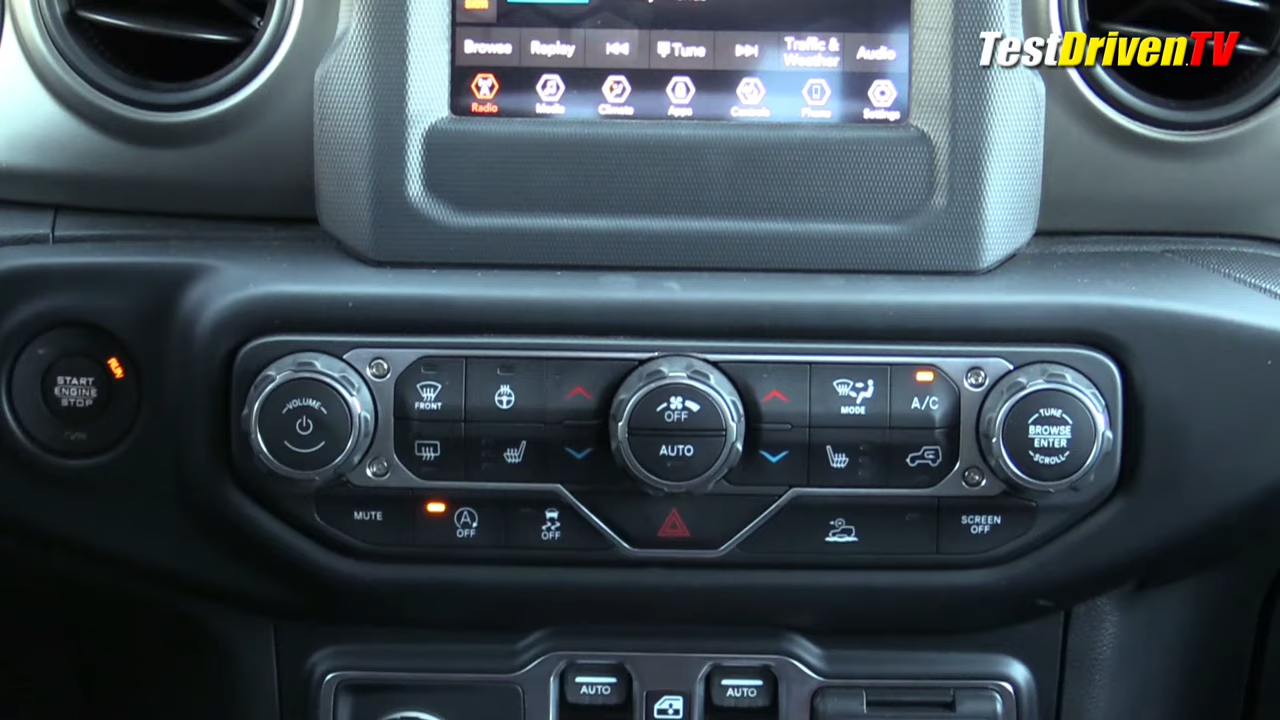 TestDrivenTV
Browse Replay Tune Traffic & Weather Audio
Radio Media Climate Apps Controls Phone Settings
START
ENGINE
STOP
RUN
VOLUME
FRONT
OFF
AUTO
MODE
A/C
TUNE
BROWSE
ENTER
SCROLL
MUTE
A OFF
OFF
SCREEN
OFF
AUTO
AUTO